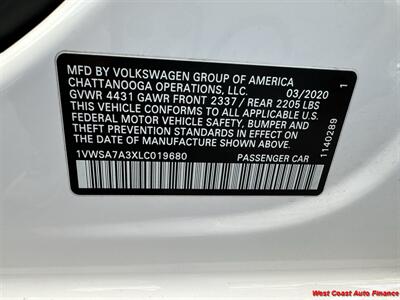 MFD BY VOLKSWAGEN GROUP OF AMERICA
CHATTANOOGA OPERATIONS, LLC. 03/2020 1
GVWR 4431 GAWR FRONT 2337 / REAR 2205 LBS
THIS VEHICLE CONFORMS TO ALL APPLICABLE U.S.
FEDERAL MOTOR VEHICLE SAFETY, BUMPER AND
THEFT PREVENTION STANDARDS IN EFFECT ON
THE DATE OF MANUFACTURE SHOWN ABOVE
1VWSA7A3XLC019680 PASSENGER CAR
1140289
West Coast Auto Finance